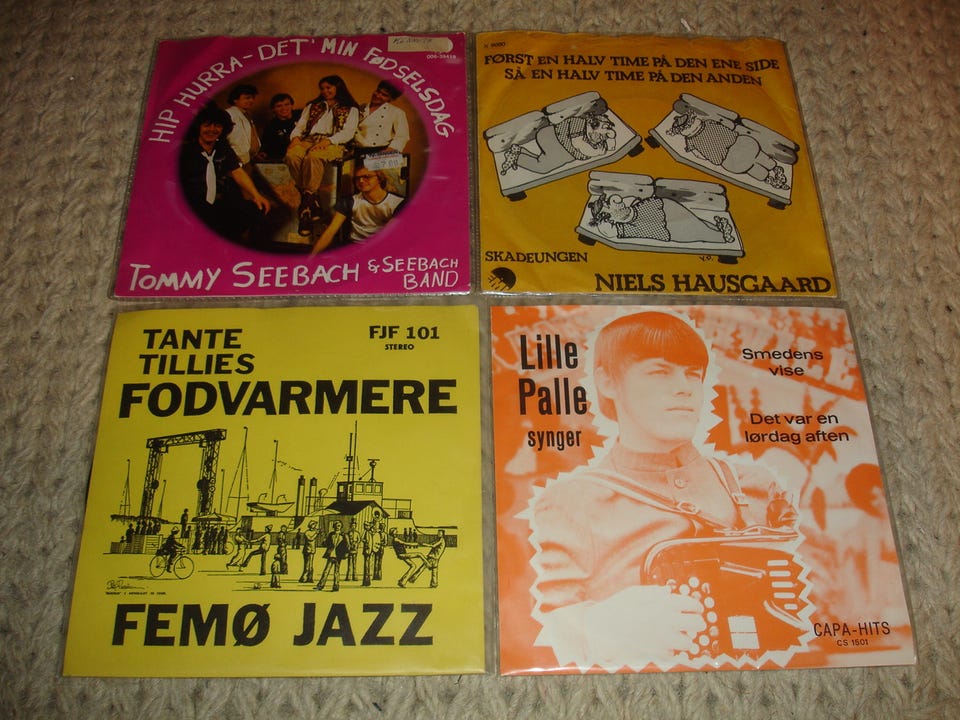 HIP HURRA - DET' MIN FØDSELSDAG
TOMMY SEEBACH & SEEBACH
BAND
FØRST EN HALV TIME PÅ DEN ENE SIDE
SÅ EN HALV TIME PÅ DEN ANDEN
SKADEUNGEN
NIELS HAUSGAARD
TANTE
TILLIES
FODVARMERE
FJF 101
STEREO
FEMØ JAZZ
Lille
Palle
synger
Smedens
vise
Det var en
lørdag aften
CAPA-HITS
CS 1501